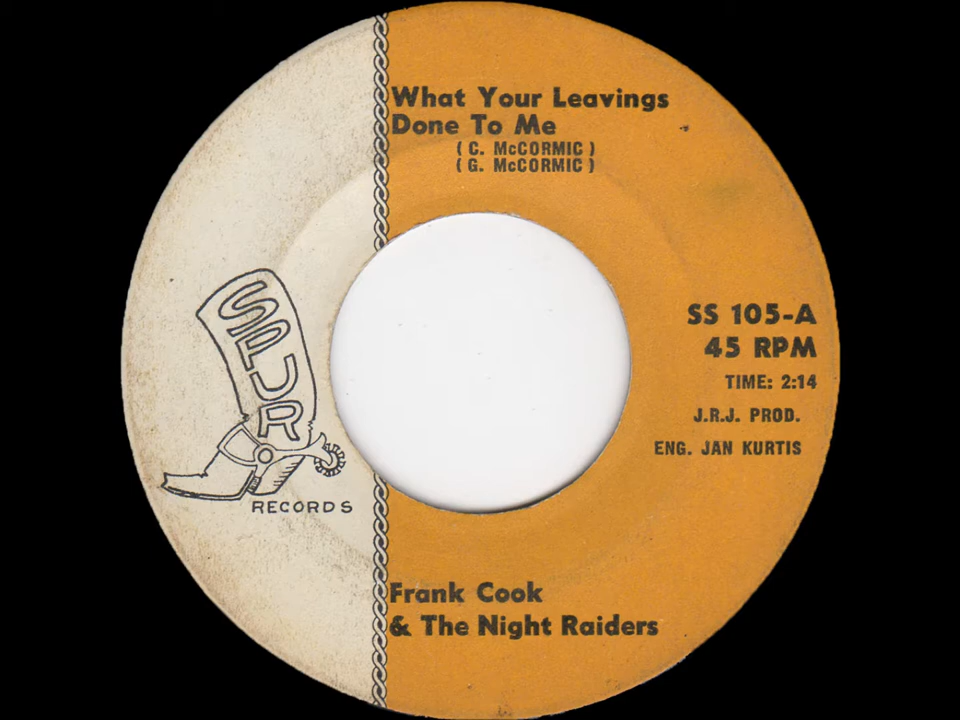 What Your Leavings
Done To Me
( C. McCORMIC )
( G. McCORMIC )
SPUR
RECORDS
SS 105-A
45 RPM
TIME: 2:14
J.R.J. PROD.
ENG. JAN KURTIS
Frank Cook
& The Night Raiders